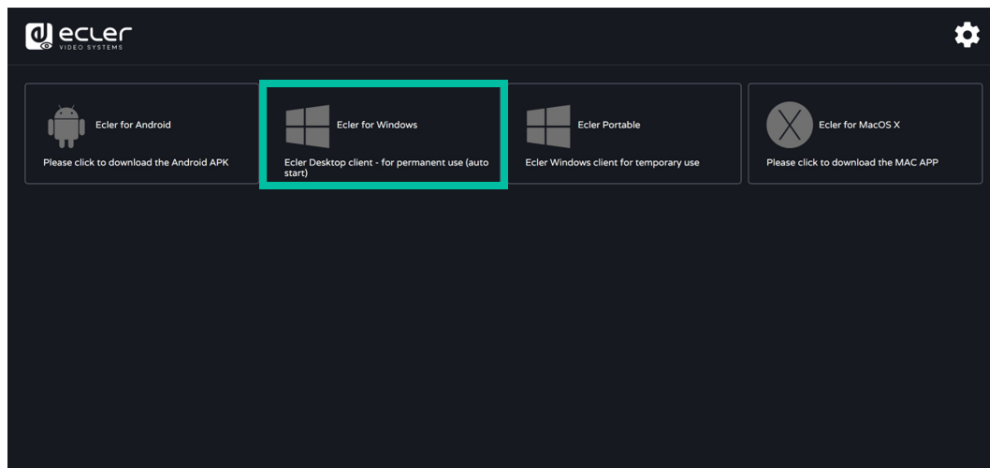 ecler
VIDEO SYSTEMS
Ecler for Android
Please click to download the Android APK
Ecler for Windows
Ecler Desktop client - for permanent use (auto
start)
Ecler Portable
Ecler Windows client for temporary use
Ecler for MacOS X
Please click to download the MAC APP